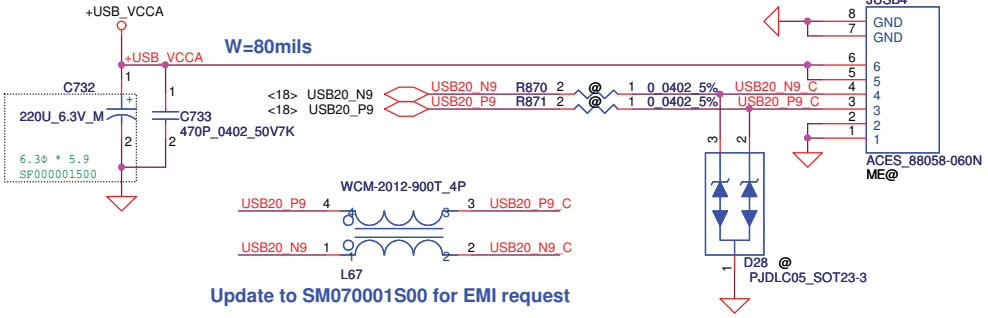 +USB_VCCA
+USB_VCCA
W=80mils
C732
1
1
+
220U_6.3V_M
2
2
C733
470P_0402_50V7K
6.3Φ * 5.9
SF000001500
<18> USB20_N9
<18> USB20_P9
USB20_N9 R870 2 @ 1 0_0402_5% USB20_N9_C
USB20_P9 R871 2 @ 1 0_0402_5% USB20_P9_C
JUSB4
8 GND
7 GND
6 6
5 5
4 4
3 3
2 2
1 1
ACES_88058-060N
ME@
3 2
1
D28 @
PJDLC05_SOT23-3
WCM-2012-900T_4P
USB20_P9 4 4 3 3 USB20_P9_C
USB20_N9 1 1 2 2 USB20_N9_C
L67
Update to SM070001S00 for EMI request